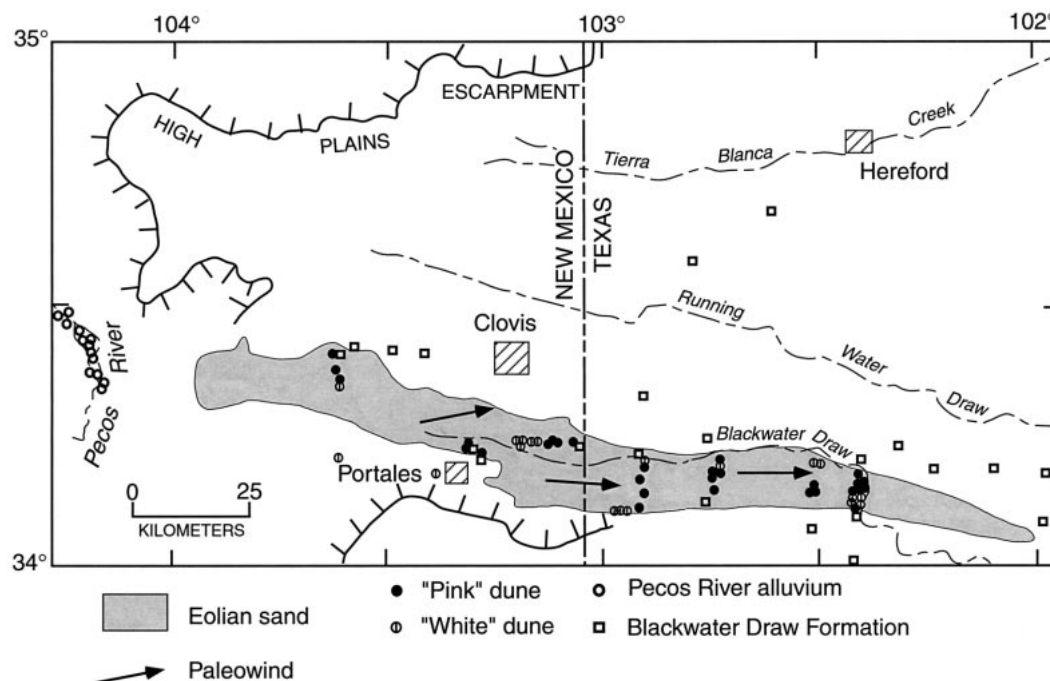 104°
103°
102°
35°
ESCARPMENT
HIGH
PLAINS
Creek
Blanca
Tierra
Hereford
NEW MEXICO
TEXAS
Running
Clovis
River
Water
Pecos
Draw
Blackwater Draw
Portales
0 25
KILOMETERS
34°
Eolian sand
"Pink" dune
Pecos River alluvium
"White" dune
Blackwater Draw Formation
Paleowind